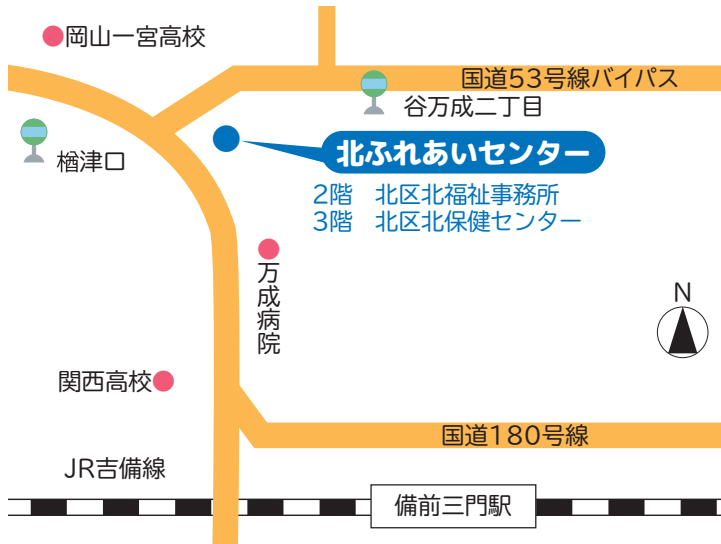 岡山一宮高校
国道53号線バイパス
谷万成二丁目
楢津口
北ふれあいセンター
2階　北区北福祉事務所
3階　北区北保健センター
万成病院
N
関西高校
国道180号線
JR吉備線
備前三門駅